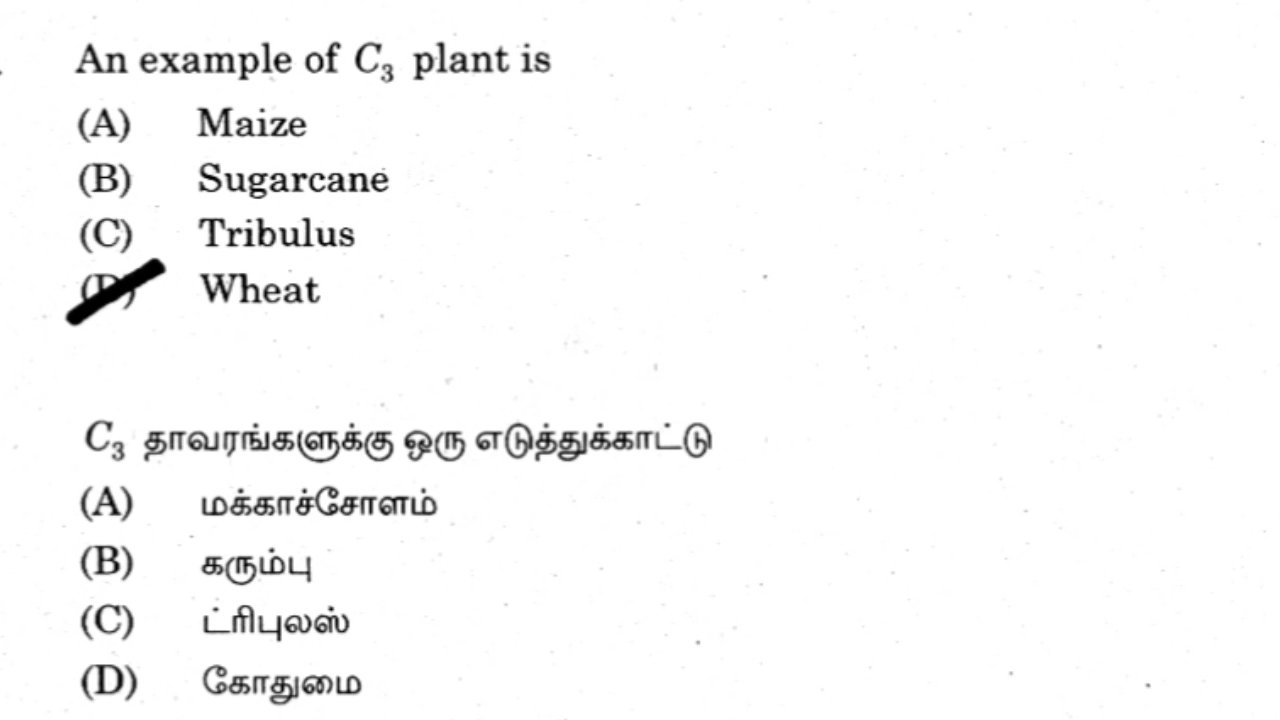 An example of C₃ plant is
(A) Maize
(B) Sugarcane
(C) Tribulus
(D) Wheat
C₃ தாவரங்களுக்கு ஒரு எடுத்துக்காட்டு
(A) மக்காச்சோளம்
(B) கரும்பு
(C) ட்ரிபுலஸ்
(D) கோதுமை